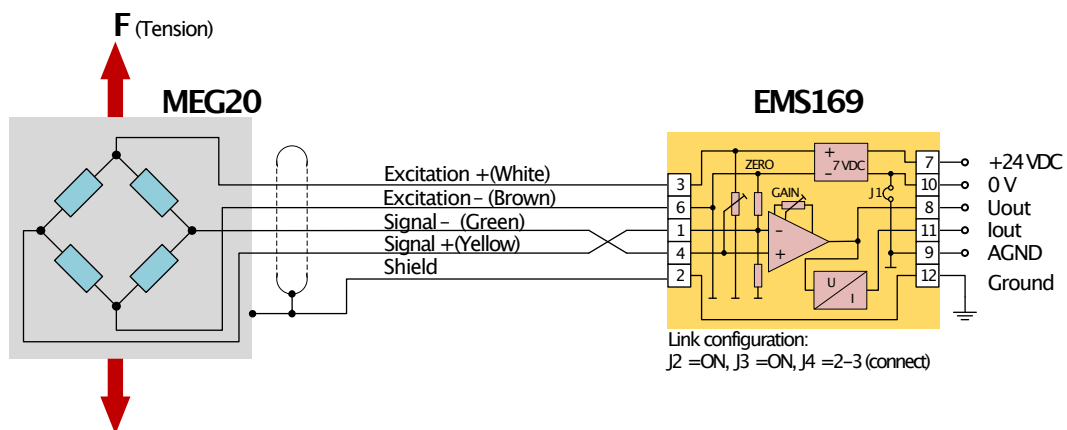 F (Tension)
MEG20
EMS169
Excitation +(White)
Excitation– (Brown)
Signal– (Green)
Signal +(Yellow)
Shield
3
6
1
4
2
ZERO
GAIN
+
–
7 VDC
J1
–
+
U
I
7
10
8
11
9
12
+24 VDC
0 V
Uout
Iout
AGND
Ground
Link configuration:
J2 =ON, J3 =ON, J4 =2–3 (connect)